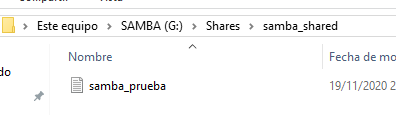 Este equipo > SAMBA (G:) > Shares > samba_shared
Nombre Fecha de mo
do
samba_prueba 19/11/2020 2